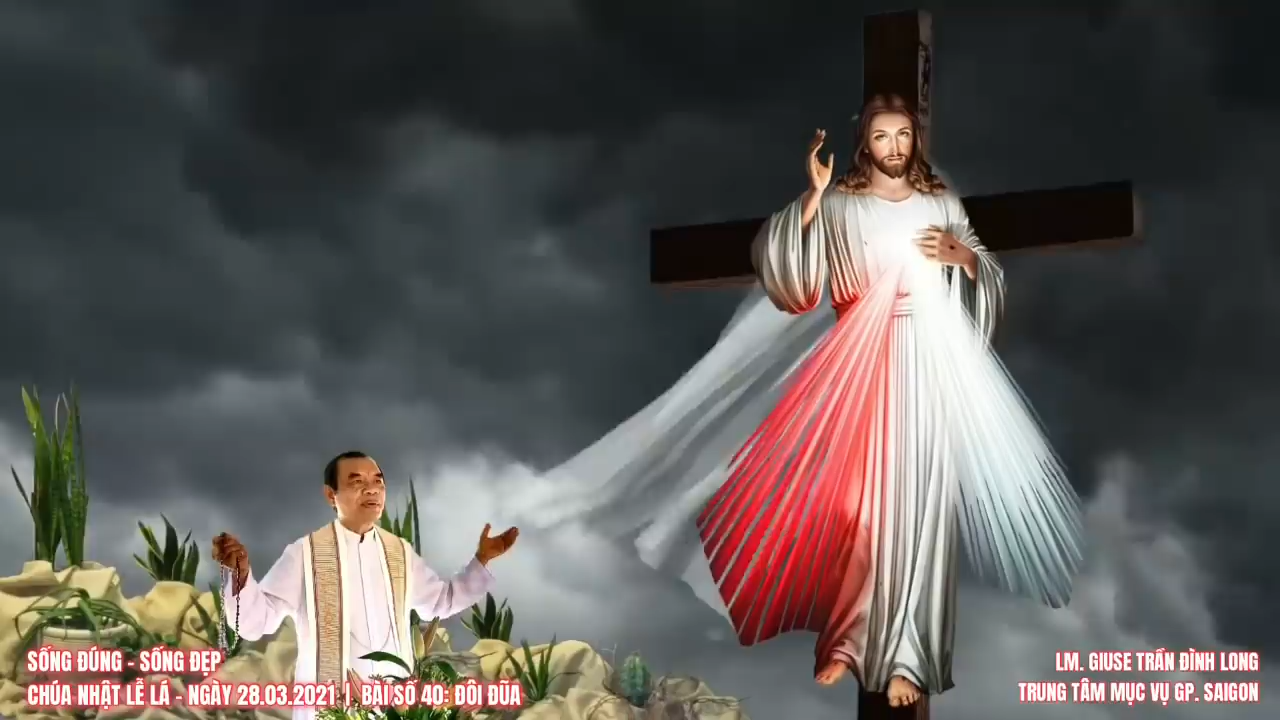 SỐNG ĐÚNG - SỐNG ĐẸP
CHÚA NHẬT LỄ LÁ - NGÀY 28.03.2021 | BÀI SỐ 40: ĐÔI ĐŨA
LM. GIUSE TRẦN ĐÌNH LONG
TRUNG TÂM MỤC VỤ GP. SAIGON